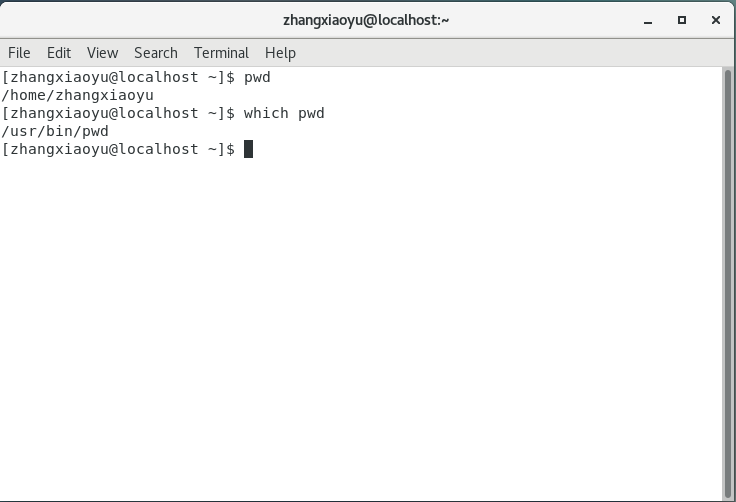 zhangxiaoyu@localhost:~
File Edit View Search Terminal Help
[zhangxiaoyu@localhost ~]$ pwd
/home/zhangxiaoyu
[zhangxiaoyu@localhost ~]$ which pwd
/usr/bin/pwd
[zhangxiaoyu@localhost ~]$